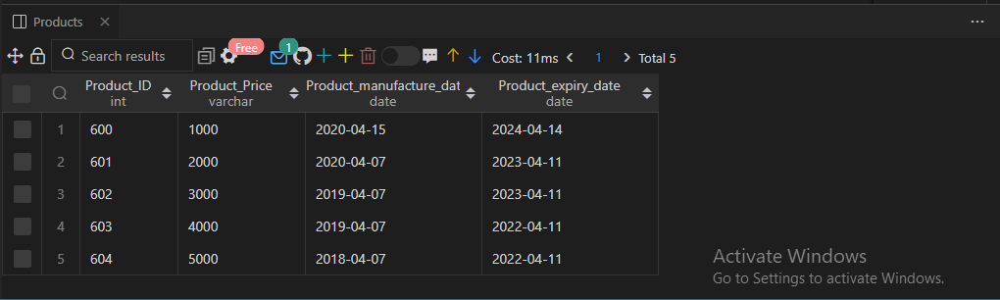 Products
Search results Free 1 Cost: 11ms 1 Total 5
Product_ID Product_Price Product_manufacture_dat Product_expiry_date
int varchar date date
1 600 1000 2020-04-15 2024-04-14
2 601 2000 2020-04-07 2023-04-11
3 602 3000 2019-04-07 2023-04-11
4 603 4000 2019-04-07 2022-04-11
5 604 5000 2018-04-07 2022-04-11
Activate Windows
Go to Settings to activate Windows.